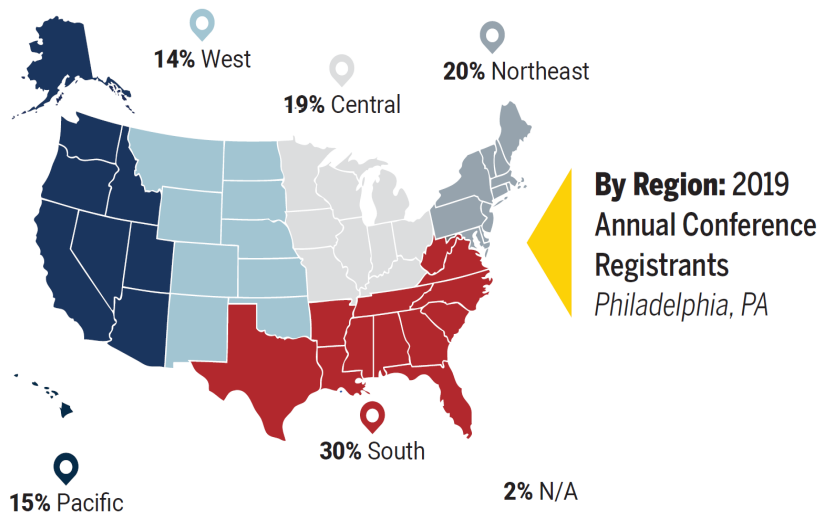 14% West
20% Northeast
19% Central
By Region: 2019
Annual Conference
Registrants
Philadelphia, PA
30% South
2% N/A
15% Pacific